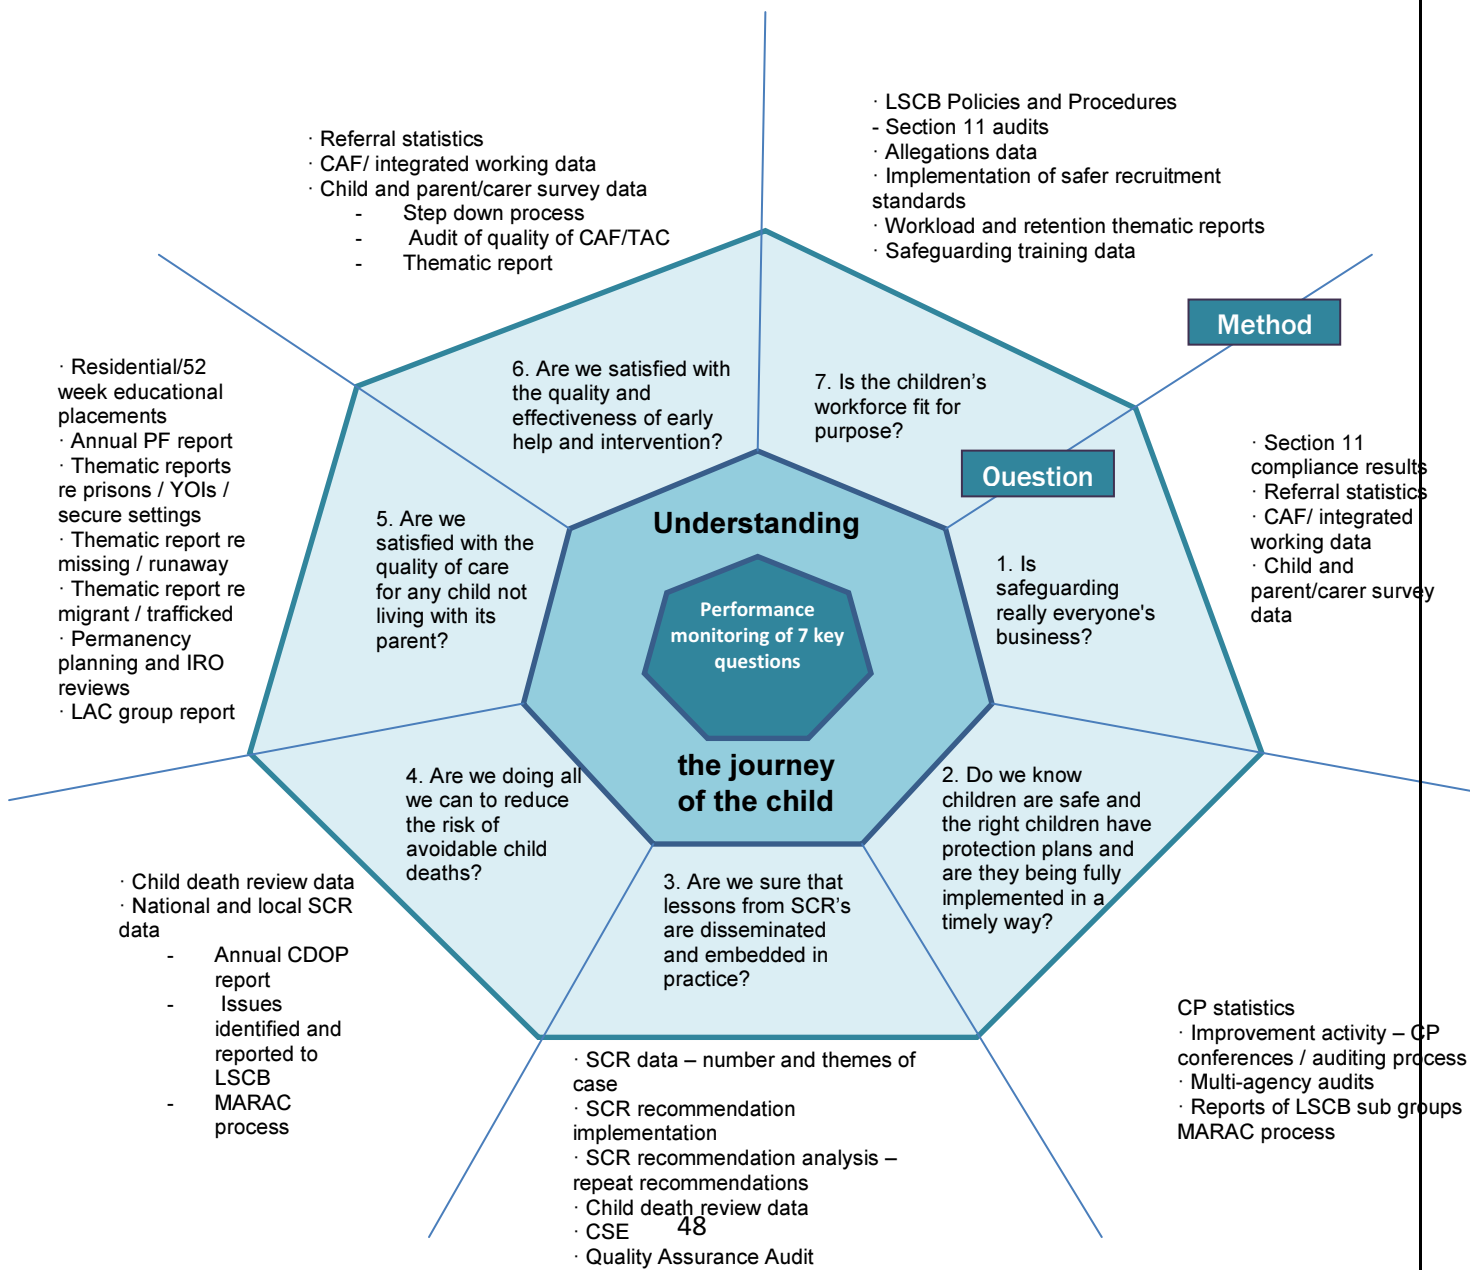 · LSCB Policies and Procedures
- Section 11 audits
· Allegations data
· Implementation of safer recruitment
standards
· Workload and retention thematic reports
· Safeguarding training data
· Referral statistics
· CAF/ integrated working data
· Child and parent/carer survey data
- Step down process
- Audit of quality of CAF/TAC
- Thematic report
Method
· Residential/52
week educational
placements
· Annual PF report
· Thematic reports
re prisons / YOIs /
secure settings
· Thematic report re
missing / runaway
· Thematic report re
migrant / trafficked
· Permanency
planning and IRO
reviews
· LAC group report
6. Are we satisfied with
the quality and
effectiveness of early
help and intervention?
7. Is the children's
workforce fit for
purpose?
Question
· Section 11
compliance results
· Referral statistics
· CAF/ integrated
working data
· Child and
parent/carer survey
data
5. Are we
satisfied with the
quality of care
for any child not
living with its
parent?
Understanding
Performance
monitoring of 7 key
questions
the journey
of the child
1. Is
safeguarding
really everyone's
business?
4. Are we doing all
we can to reduce
the risk of
avoidable child
deaths?
3. Are we sure that
lessons from SCR's
are disseminated
and embedded in
practice?
2. Do we know
children are safe and
the right children have
protection plans and
are they being fully
implemented in a
timely way?
· Child death review data
· National and local SCR
data
- Annual CDOP
report
- Issues
identified and
reported to
LSCB
- MARAC
process
· SCR data – number and themes of
case
· SCR recommendation
implementation
· SCR recommendation analysis –
repeat recommendations
· Child death review data
· CSE
· Quality Assurance Audit
CP statistics
· Improvement activity – CP
conferences / auditing process
· Multi-agency audits
· Reports of LSCB sub groups
MARAC process
48